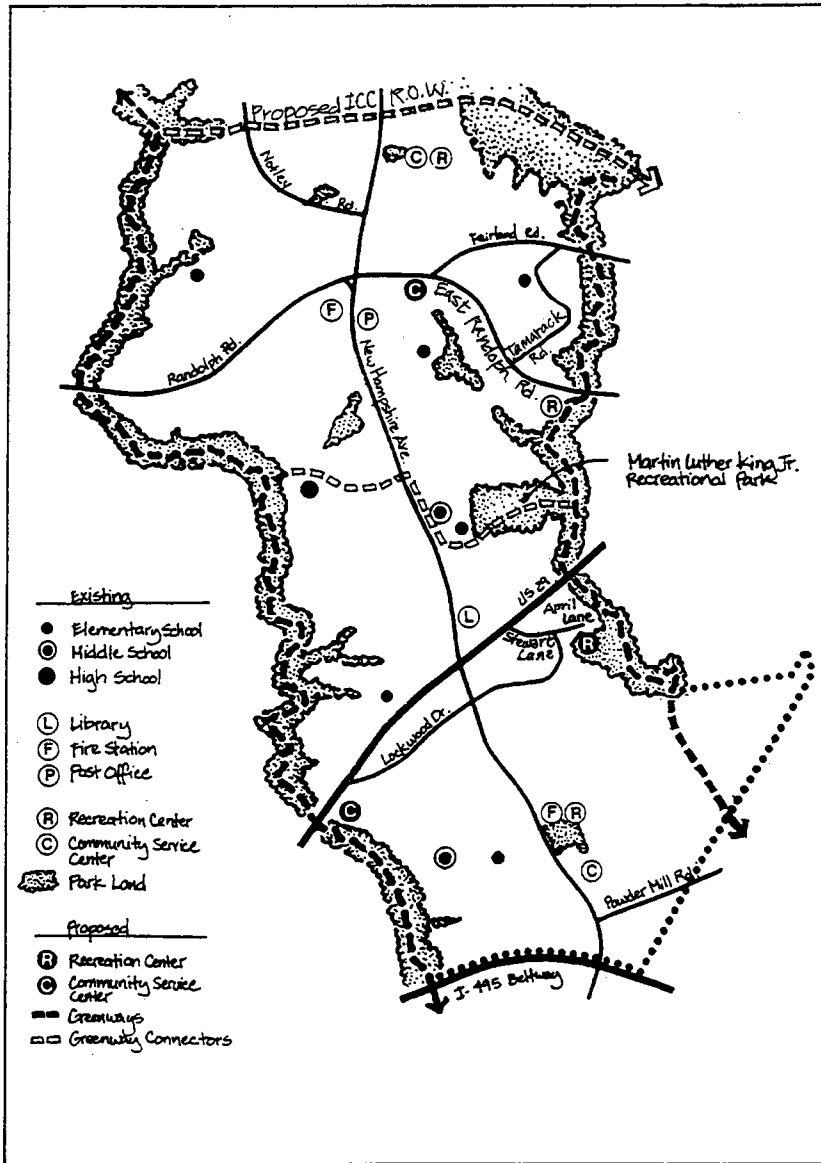 Proposed ICC R.O.W.
Notley
Rd.
C R
Fairland Rd.
C
East Randolph Rd.
F
P
Tamarack
Rd.
Randolph Rd.
New Hampshire Ave
R
Martin Luther King Jr.
Recreational Park
US 29
April
Lane
L
Stewart
Lane
R
Lockwood Dr.
C
F R
C
Powder Mill Rd.
I-495 Beltway
Existing
Elementary School
Middle School
High School
L Library
F Fire Station
P Post Office
R Recreation Center
C Community Service
Center
Park Land
Proposed
R Recreation Center
C Community Service
Center
Greenways
Greenway Connectors